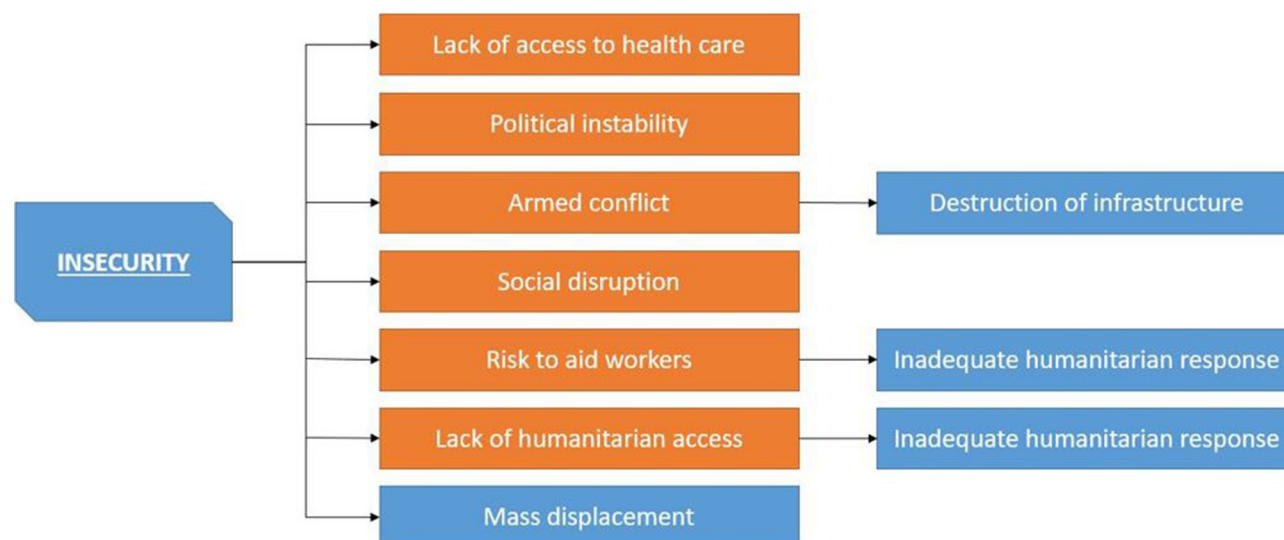 Lack of access to health care
Political instability
Armed conflict
Destruction of infrastructure
INSECURITY
Social disruption
Risk to aid workers
Inadequate humanitarian response
Lack of humanitarian access
Inadequate humanitarian response
Mass displacement